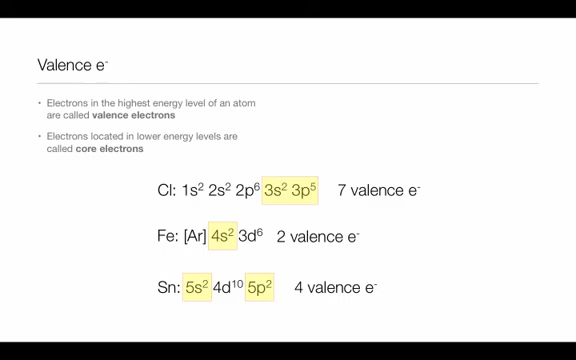 Valence e⁻
• Electrons in the highest energy level of an atom
are called valence electrons
• Electrons located in lower energy levels are
called core electrons
Cl: 1s² 2s² 2p⁶ 3s² 3p⁵ 7 valence e⁻
Fe: [Ar] 4s² 3d⁶ 2 valence e⁻
Sn: 5s² 4d¹⁰ 5p² 4 valence e⁻